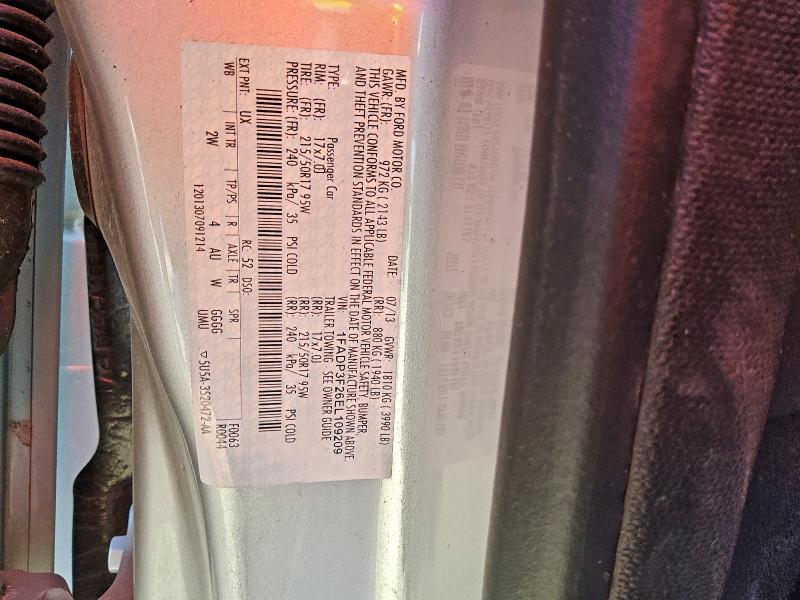 MFD. BY FORD MOTOR CO.
DATE: 07/13 GVWR: 1810 KG (3990 LB)
GAWR: (FR): 972 KG (2143 LB) (RR): 880 KG (1940 LB)
THIS VEHICLE CONFORMS TO ALL APPLICABLE FEDERAL MOTOR VEHICLE SAFETY, BUMPER,
AND THEFT PREVENTION STANDARDS IN EFFECT ON THE DATE OF MANUFACTURE SHOWN ABOVE.
VIN: 1FADP3F26EL109209
TYPE: Passenger Car TRAILER TOWING - SEE OWNER GUIDE
RIM: (FR): 17x7.0J (RR): 17x7.0J
TIRE: (FR): 215/50R17 95W (RR): 215/50R17 95W
PRESSURE: (FR): 240 kPa/ 35 PSI COLD (RR): 240 kPa/ 35 PSI COLD
EXT PNT: UX RC: 52 DSO: F0063
WB INT TR TP/PS R AXLE TR SPR R0044
2W 4 AU W GGGG
1201307091214 UMU ▽5U5A-3520472-AA